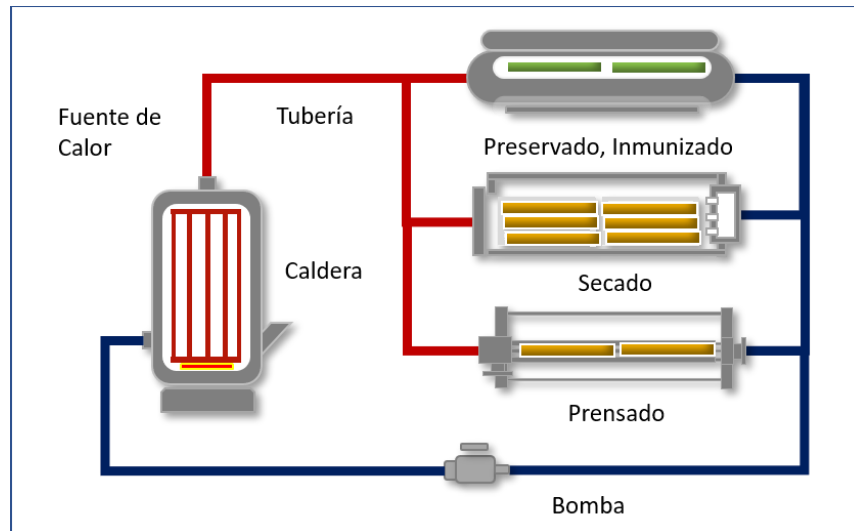 Fuente de
Calor
Tubería
Preservado, Inmunizado
Caldera
Secado
Prensado
Bomba